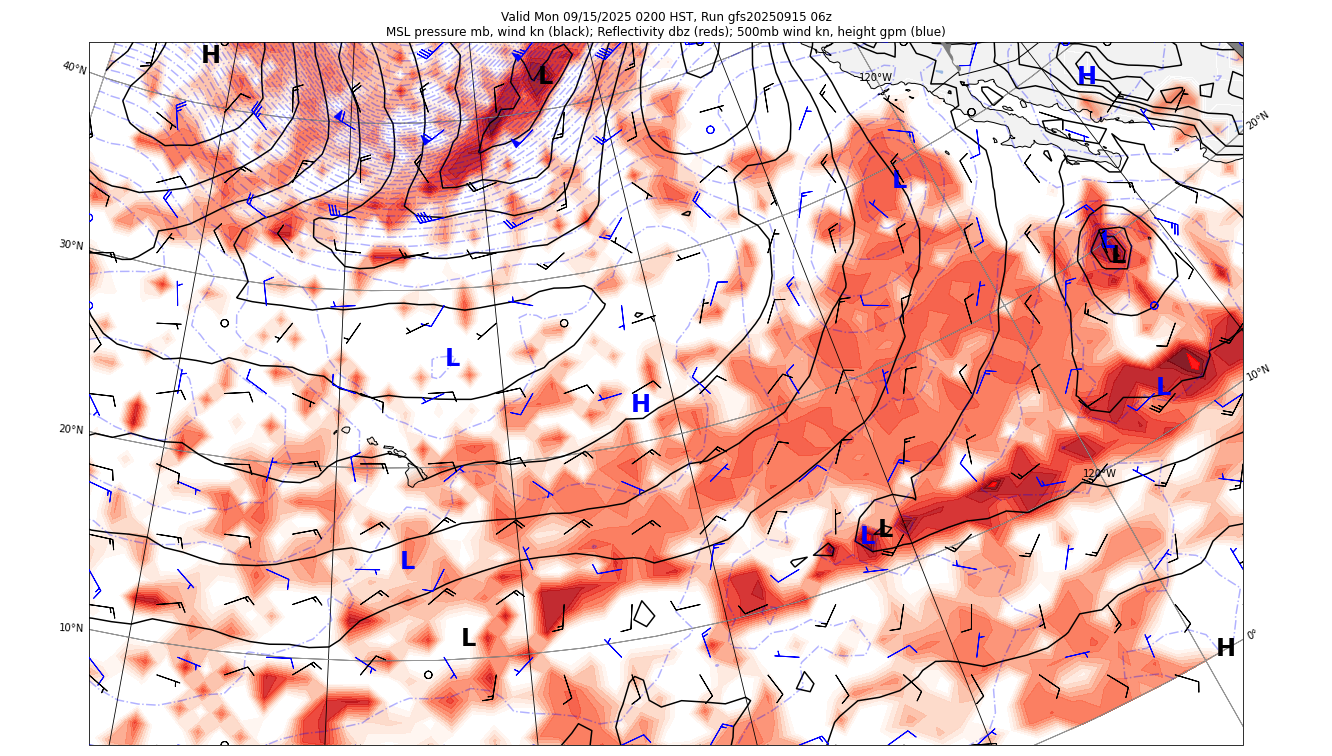 Valid Mon 09/15/2025 0200 HST, Run gfs20250915 06z
MSL pressure mb, wind kn (black); Reflectivity dbz (reds); 500mb wind kn, height gpm (blue)
H
L
H
40°N
120°W
20°N
L
30°N
L
L
L
10°N
L
H
20°N
120°W
L
L
L
10°N
L
0°
H